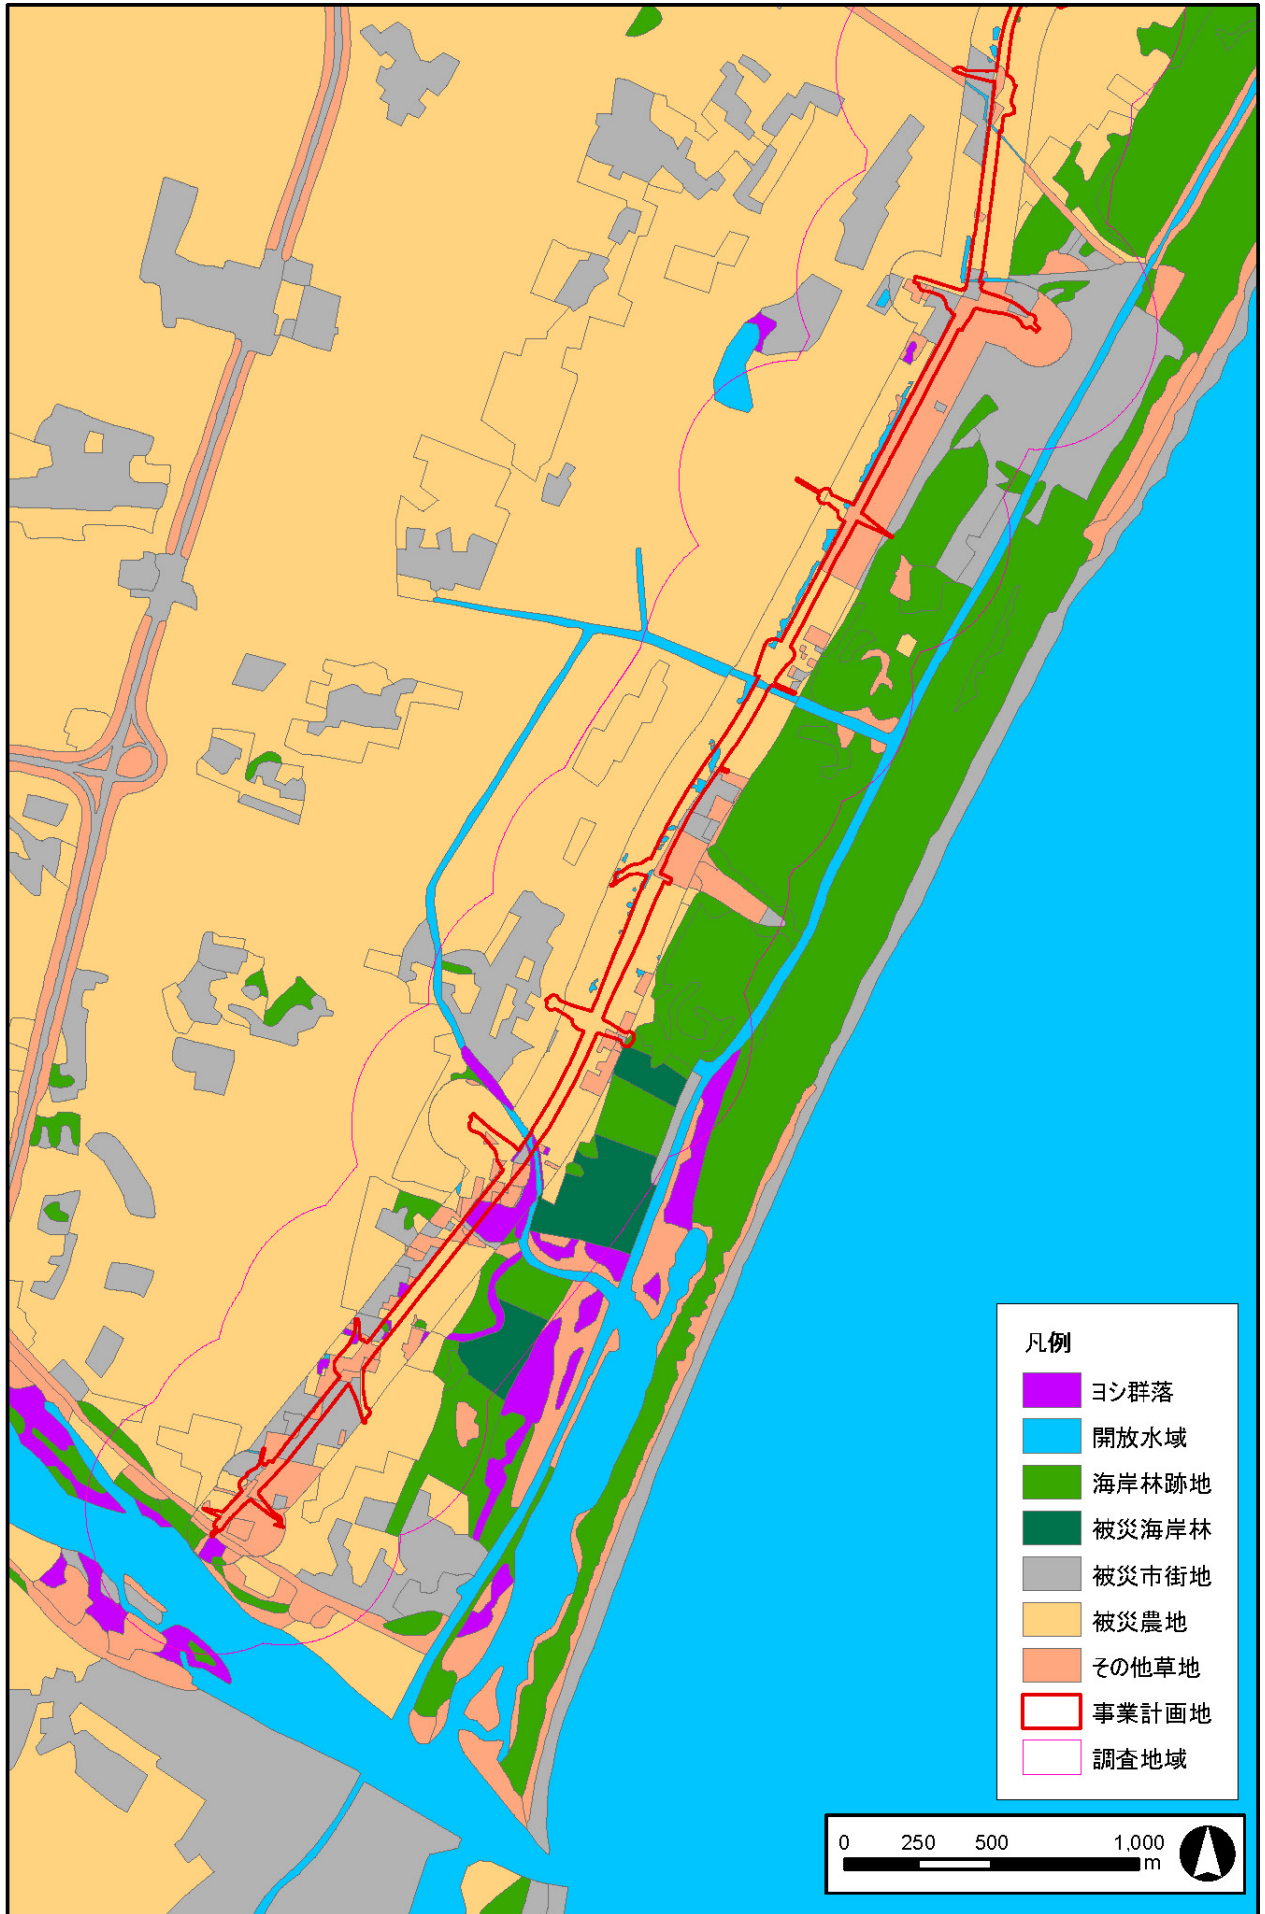 凡例
ヨシ群落
開放水域
海岸林跡地
被災海岸林
被災市街地
被災農地
その他草地
事業計画地
調査地域
0 250 500 1,000
m